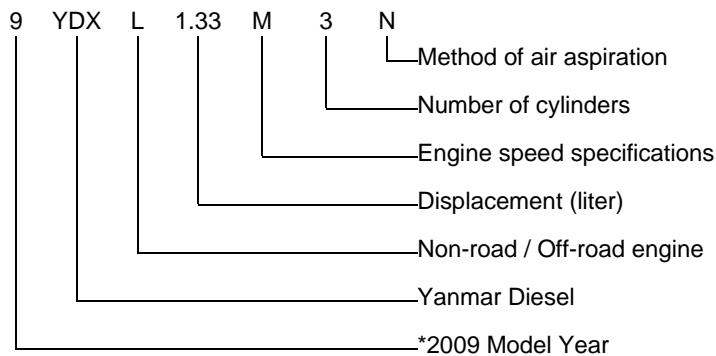 9 YDX L 1.33 M 3 N
Method of air aspiration
Number of cylinders
Engine speed specifications
Displacement (liter)
Non-road / Off-road engine
Yanmar Diesel
*2009 Model Year